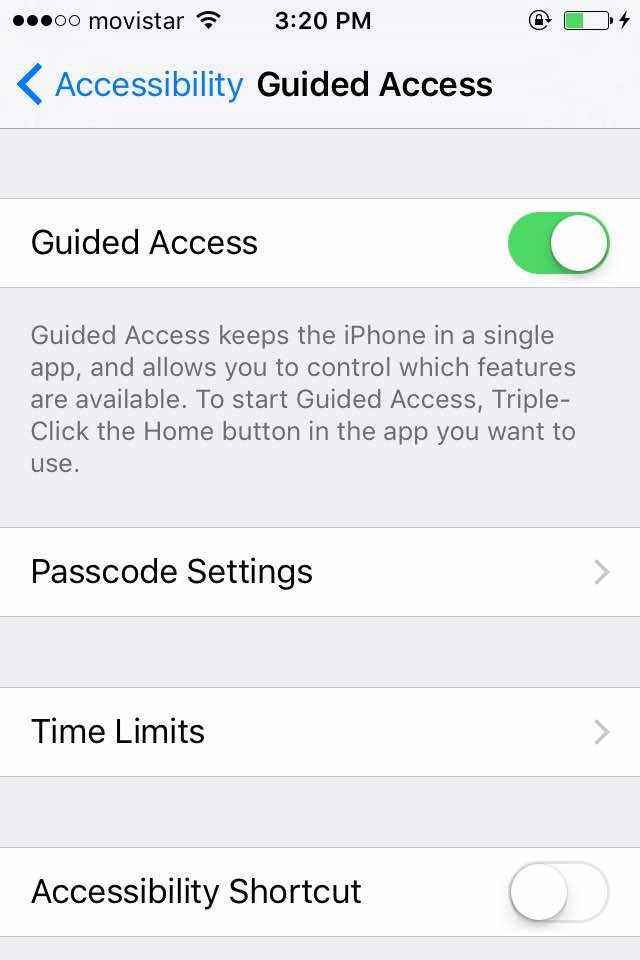 movistar 3:20 PM
Accessibility Guided Access
Guided Access
Guided Access keeps the iPhone in a single
app, and allows you to control which features
are available. To start Guided Access, Triple-
Click the Home button in the app you want to
use.
Passcode Settings
Time Limits
Accessibility Shortcut